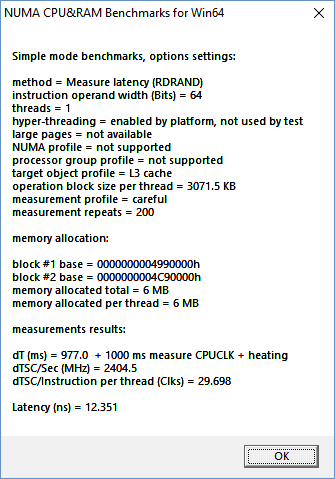 NUMA CPU&RAM Benchmarks for Win64
Simple mode benchmarks, options settings:
method = Measure latency (RDRAND)
instruction operand width (Bits) = 64
threads = 1
hyper-threading = enabled by platform, not used by test
large pages = not available
NUMA profile = not supported
processor group profile = not supported
target object profile = L3 cache
operation block size per thread = 3071.5 KB
measurement profile = careful
measurement repeats = 200
memory allocation:
block #1 base = 0000000004990000h
block #2 base = 0000000004C90000h
memory allocated total = 6 MB
memory allocated per thread = 6 MB
measurements results:
dT (ms) = 977.0  + 1000 ms measure CPUCLK + heating
dTSC/Sec (MHz) = 2404.5
dTSC/Instruction per thread (Clks) = 29.698
Latency (ns) = 12.351
OK